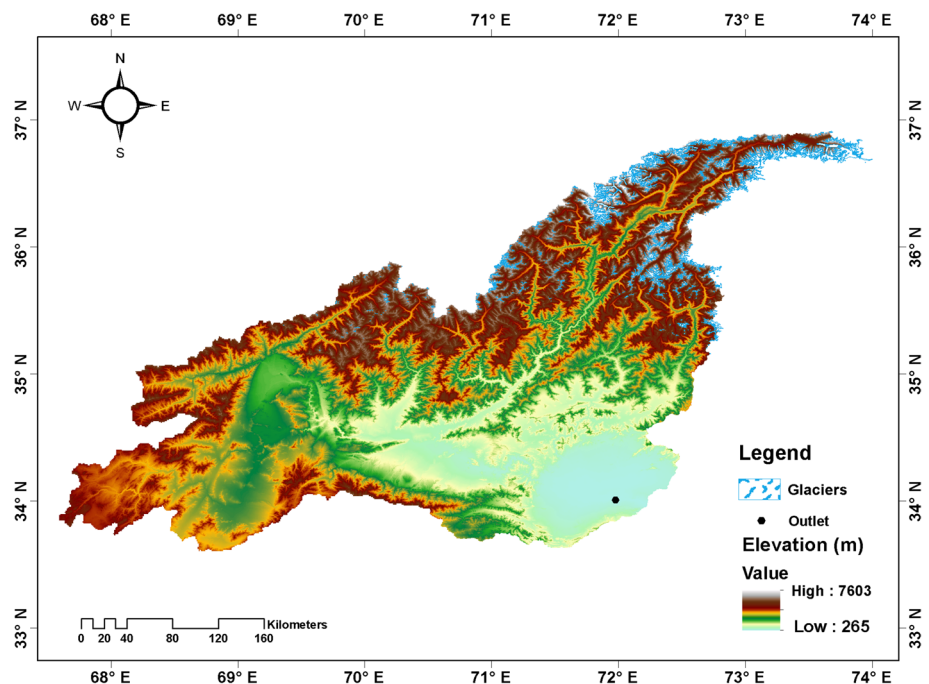 68° E 69° E 70° E 71° E 72° E 73° E 74° E
N
W E
S
37° N 37° N
36° N 36° N
35° N 35° N
34° N 34° N
33° N 33° N
Legend
Glaciers
Outlet
Elevation (m)
Value
High : 7603
Low : 265
Kilometers
0 20 40 80 120 160
68° E 69° E 70° E 71° E 72° E 73° E 74° E